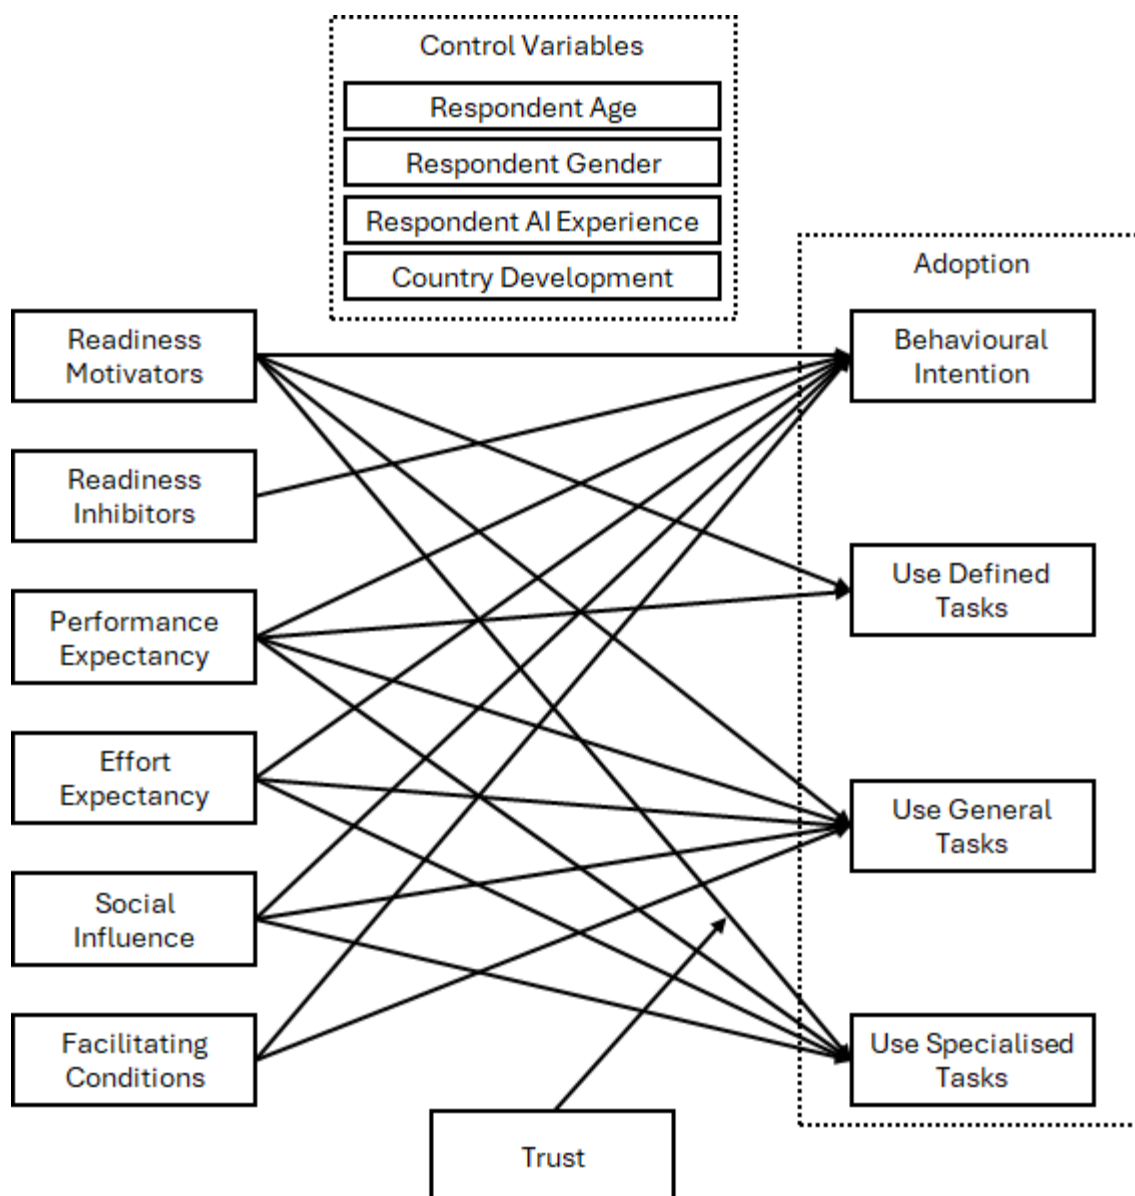 Control Variables
Respondent Age
Respondent Gender
Respondent AI Experience
Country Development
Adoption
Readiness
Motivators
Behavioural
Intention
Readiness
Inhibitors
Use Defined
Tasks
Performance
Expectancy
Effort
Expectancy
Use General
Tasks
Social
Influence
Facilitating
Conditions
Use Specialised
Tasks
Trust